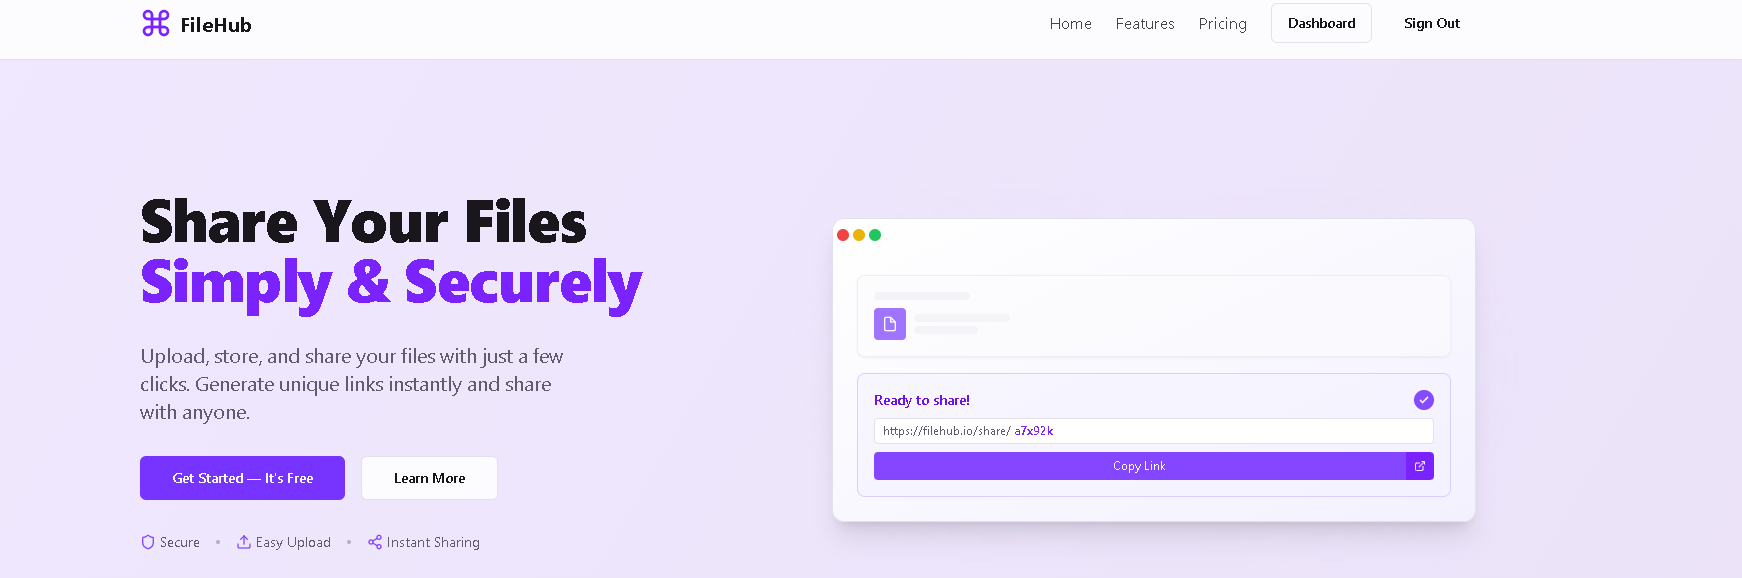 FileHub
Home Features Pricing Dashboard Sign Out
Share Your Files
Simply & Securely
Upload, store, and share your files with just a few
clicks. Generate unique links instantly and share
with anyone.
Get Started — It's Free
Learn More
Secure • Easy Upload • Instant Sharing
Ready to share!
https://filehub.io/share/ a7x92k
Copy Link